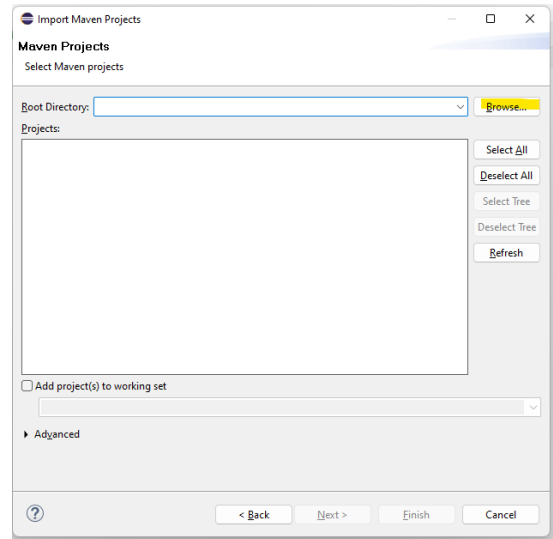 Import Maven Projects
Maven Projects
Select Maven projects
Root Directory:
Browse...
Projects:
Select All
Deselect All
Select Tree
Deselect Tree
Refresh
Add project(s) to working set
Advanced
?
< Back
Next >
Finish
Cancel